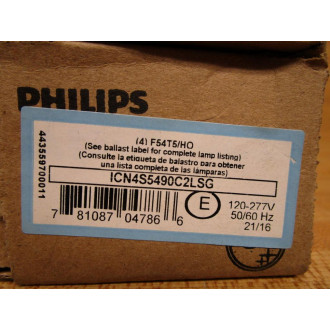 PHILIPS
(4) F54T5/HO
(See ballast label for complete lamp listing)
(Consulte la etiqueta de balastro para obtener
una lista completa de las lámparas)
ICN4S5490C2LSG
7 81087 04786 6
E
120-277V
50/60 Hz
21/16
443559700011